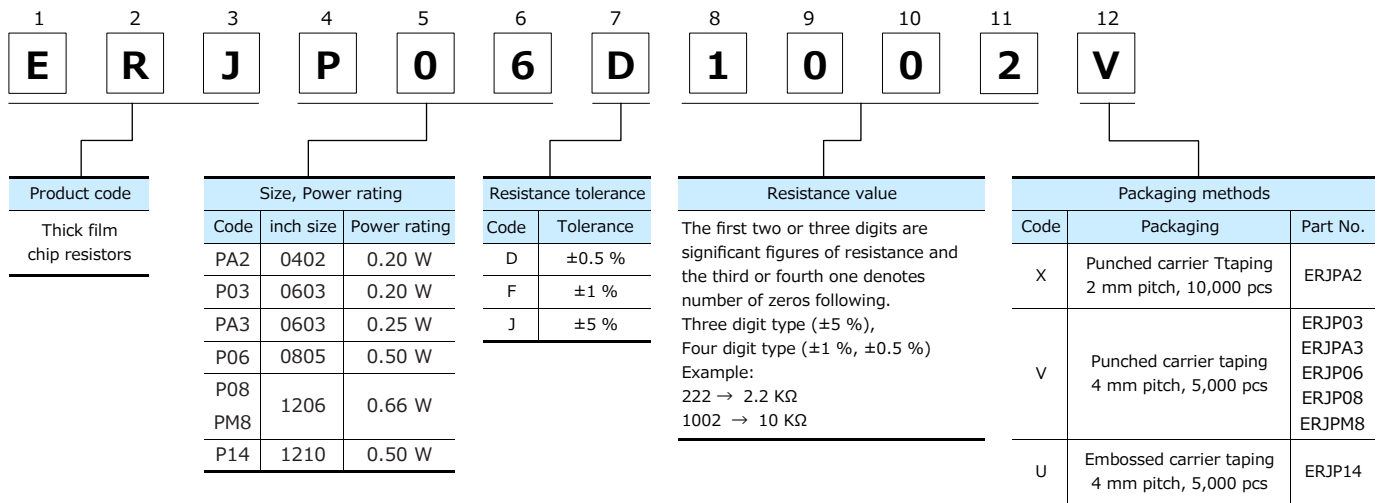 1 2 3 4 5 6 7 8 9 10 11 12
E R J P 0 6 D 1 0 0 2 V
Product code
Thick film
chip resistors
Size, Power rating
Code inch size Power rating
PA2 0402 0.20 W
P03 0603 0.20 W
PA3 0603 0.25 W
P06 0805 0.50 W
P08
PM8
1206 0.66 W
P14 1210 0.50 W
Resistance tolerance
Code Tolerance
D ±0.5 %
F ±1 %
J ±5 %
Resistance value
The first two or three digits are
significant figures of resistance and
the third or fourth one denotes
number of zeros following.
Three digit type (±5 %),
Four digit type (±1 %, ±0.5 %)
Example:
222 → 2.2 KΩ
1002 → 10 KΩ
Packaging methods
Code Packaging Part No.
X
Punched carrier Ttaping
2 mm pitch, 10,000 pcs
ERJPA2
V
Punched carrier taping
4 mm pitch, 5,000 pcs
ERJP03
ERJPA3
ERJP06
ERJP08
ERJPM8
U
Embossed carrier taping
4 mm pitch, 5,000 pcs
ERJP14